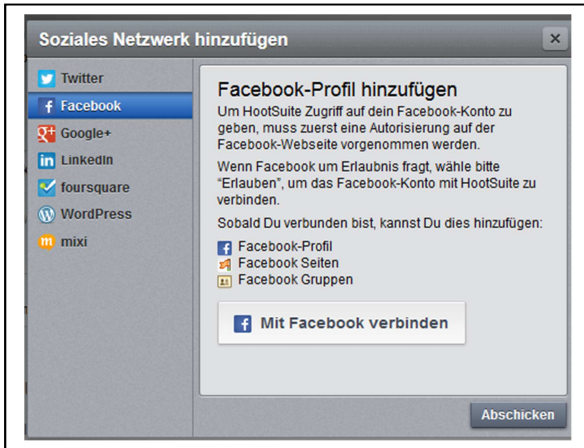 Soziales Netzwerk hinzufügen
Twitter
Facebook
Google+
LinkedIn
foursquare
WordPress
mixi
Facebook-Profil hinzufügen
Um HootSuite Zugriff auf dein Facebook-Konto zu
geben, muss zuerst eine Autorisierung auf der
Facebook-Webseite vorgenommen werden.
Wenn Facebook um Erlaubnis fragt, wähle bitte
“Erlauben”, um das Facebook-Konto mit HootSuite zu
verbinden.
Sobald Du verbunden bist, kannst Du dies hinzufügen:
Facebook-Profil
Facebook Seiten
Facebook Gruppen
Mit Facebook verbinden
Abschicken